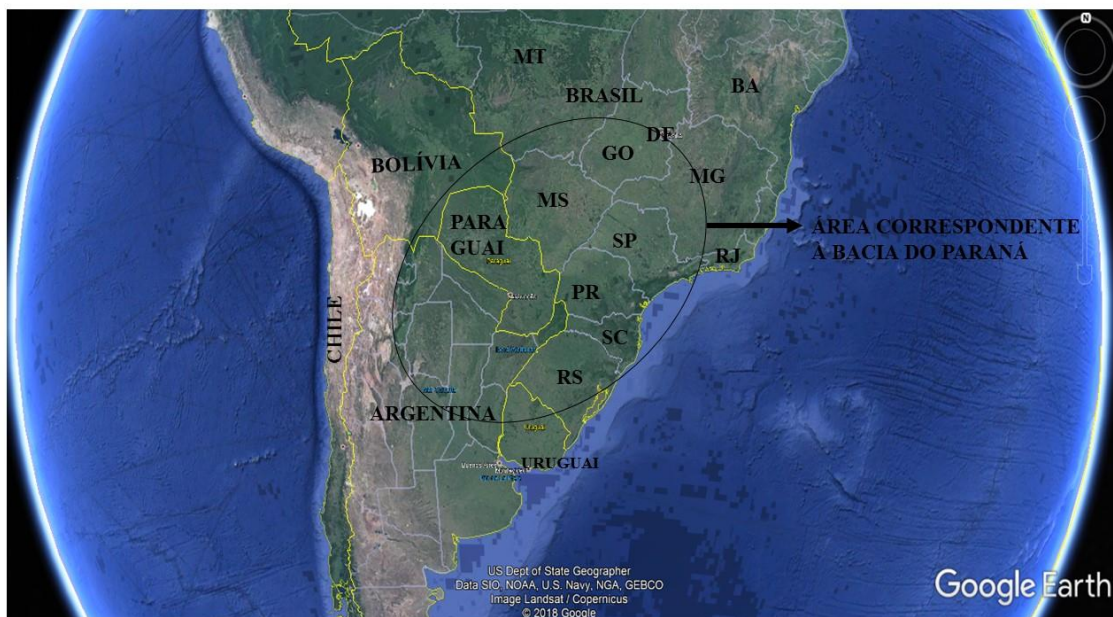 N
MT
BRASIL
BA
DF
GO
BOLÍVIA
MG
MS
PARA
GUAI
SP
ÁREA CORRESPONDENTE
A BACIA DO PARANÁ
RJ
PR
CHILE
SC
RS
ARGENTINA
URUGUAI
US Dept of State Geographer
Data SIO, NOAA, U.S. Navy, NGA, GEBCO
Image Landsat / Copernicus
© 2018 Google
Google Earth